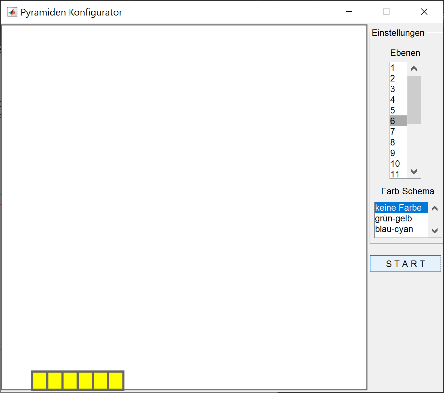 Pyramiden Konfigurator
Einstellungen
Ebenen
1
2
3
4
5
6
7
8
9
10
11
Farb Schema
keine Farbe
grün-gelb
blau-cyan
S T A R T